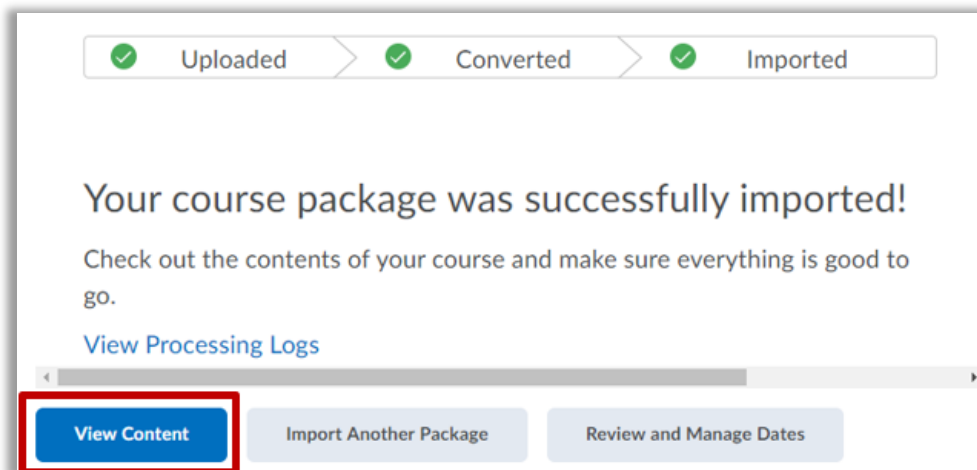 Uploaded Converted Imported
Your course package was successfully imported!
Check out the contents of your course and make sure everything is good to
go.
View Processing Logs
View Content Import Another Package Review and Manage Dates